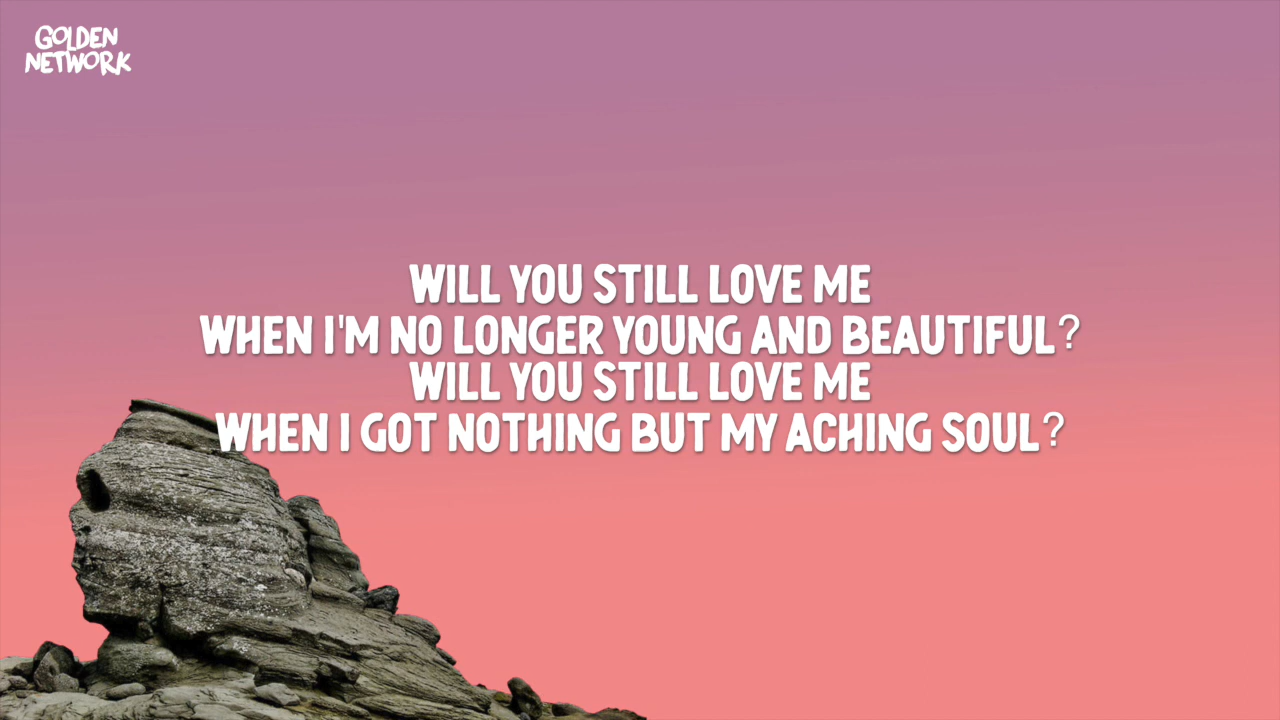 GOLDEN
NETWORK
WILL YOU STILL LOVE ME
WHEN I'M NO LONGER YOUNG AND BEAUTIFUL?
WILL YOU STILL LOVE ME
WHEN I GOT NOTHING BUT MY ACHING SOUL?